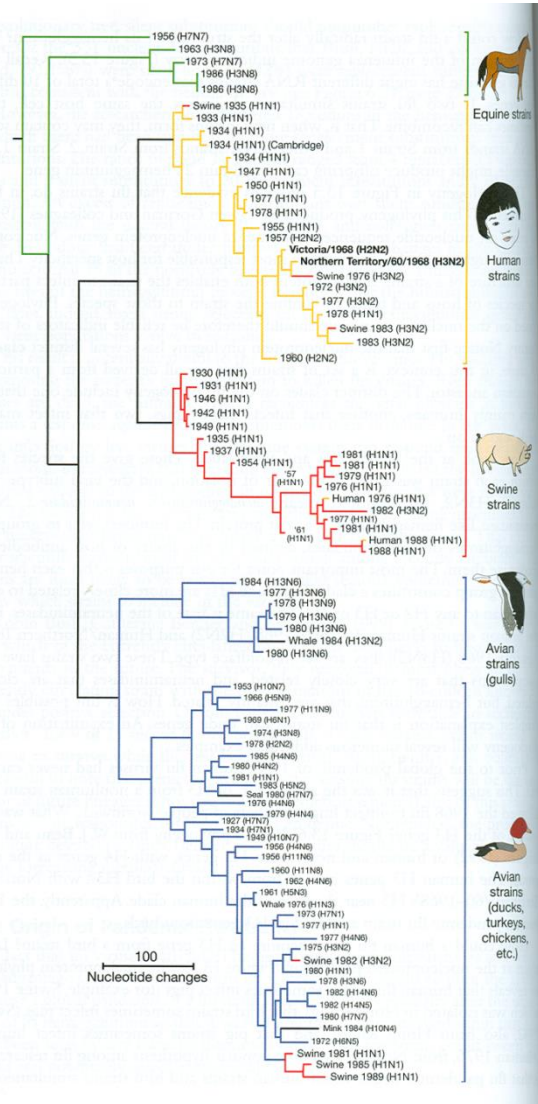 1956 (H7N7)
1963 (H3N8)
1973 (H7N7)
1986 (H3N8)
1986 (H3N8)
Equine strains
Swine 1935 (H1N1)
1933 (H1N1)
1934 (H1N1)
1934 (H1N1) (Cambridge)
1934 (H1N1)
1947 (H1N1)
1950 (H1N1)
1977 (H1N1)
1978 (H1N1)
1955 (H1N1)
1957 (H2N2)
Victoria/1968 (H2N2)
Northern Territory/60/1968 (H3N2)
Swine 1976 (H3N2)
1972 (H3N2)
1977 (H3N2)
1978 (H1N1)
Swine 1983 (H3N2)
1983 (H3N2)
1960 (H2N2)
Human
strains
1930 (H1N1)
1931 (H1N1)
1946 (H1N1)
1942 (H1N1)
1949 (H1N1)
1935 (H1N1)
1937 (H1N1)
1954 (H1N1)
'57
(H1N1)
'61
(H1N1)
1981 (H1N1)
1981 (H1N1)
1979 (H1N1)
1976 (H1N1)
Human 1976 (H1N1)
1982 (H3N2)
1977 (H1N1)
1981 (H1N1)
Human 1988 (H1N1)
1988 (H1N1)
Swine
strains
1984 (H13N6)
1977 (H13N6)
1978 (H13N9)
1979 (H13N6)
1980 (H13N6)
Whale 1984 (H13N2)
1980 (H13N6)
Avian
strains
(gulls)
1953 (H10N7)
1966 (H5N9)
1977 (H11N9)
1969 (H6N1)
1974 (H3N8)
1978 (H2N2)
1985 (H4N6)
1980 (H4N2)
1981 (H1N1)
1983 (H5N2)
Seal 1980 (H7N7)
1976 (H4N6)
1979 (H4N4)
1927 (H7N7)
1934 (H7N1)
1949 (H10N7)
1956 (H4N6)
1956 (H11N6)
1960 (H11N8)
1962 (H4N6)
1961 (H5N3)
Whale 1976 (H1N3)
1973 (H7N1)
1977 (H1N1)
1977 (H4N6)
1975 (H3N2)
Swine 1982 (H3N2)
1980 (H1N1)
1978 (H3N6)
1982 (H14N6)
1982 (H14N5)
1980 (H7N7)
Mink 1984 (H10N4)
1972 (H6N5)
Swine 1981 (H1N1)
Swine 1985 (H1N1)
Swine 1989 (H1N1)
Avian
strains
(ducks,
turkeys,
chickens,
etc.)
100
Nucleotide changes